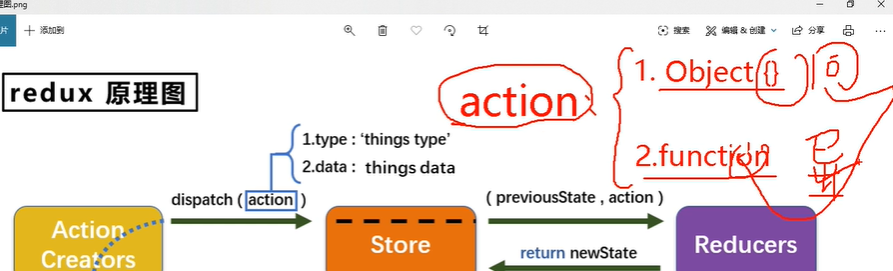 理图.png
片 添加到 搜索 编辑 & 创建 分享
redux 原理图
action
1. Object {}
2.function
1.type : ‘things type’
2.data : things data
dispatch ( action )
( previousState , action )
Action
Creators
Store
return newState
Reducers